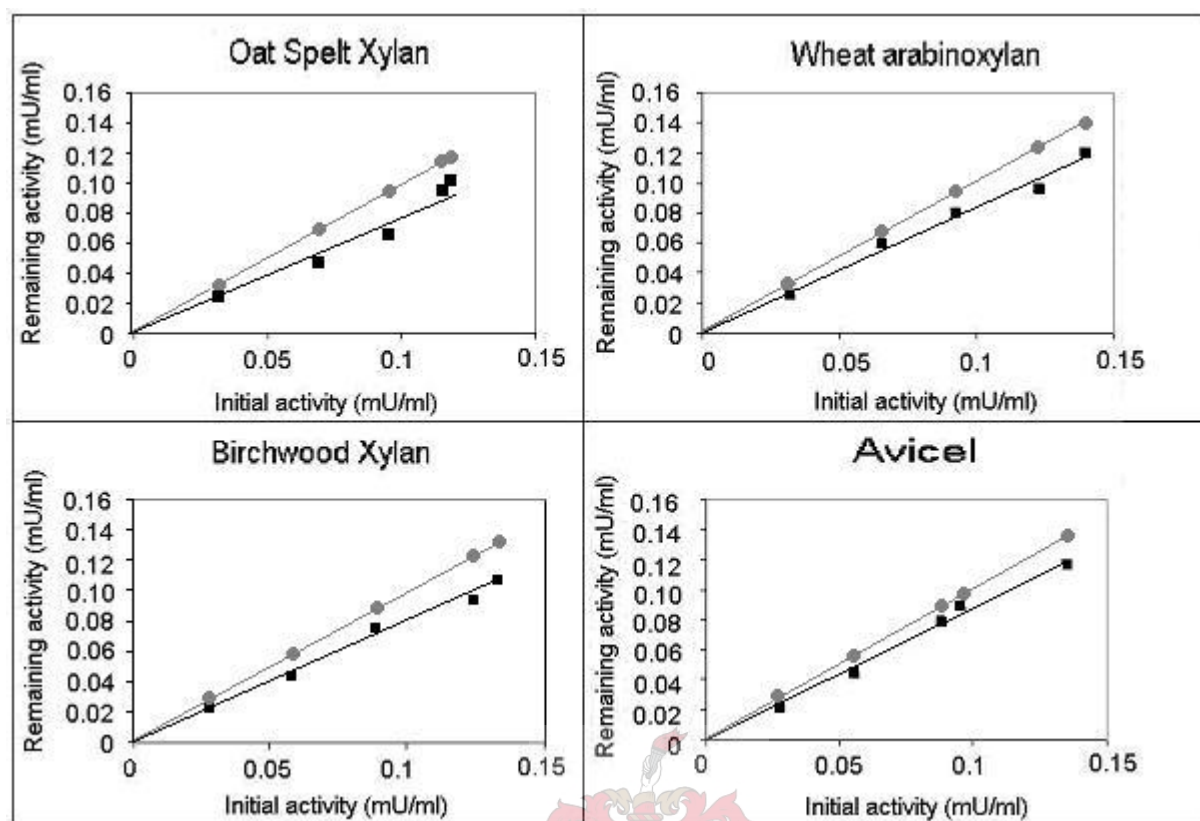 Oat Spelt Xylan
Remaining activity (mU/ml)
0.16
0.14
0.12
0.10
0.08
0.06
0.04
0.02
0
0 0.05 0.1 0.15
Initial activity (mU/ml)
Wheat arabinoxylan
Remaining activity (mU/ml)
0.16
0.14
0.12
0.10
0.08
0.06
0.04
0.02
0
0 0.05 0.1 0.15
Initial activity (mU/ml)
Birchwood Xylan
Remaining activity (mU/ml)
0.16
0.14
0.12
0.10
0.08
0.06
0.04
0.02
0
0 0.05 0.1 0.15
Initial activity (mU/ml)
Avicel
Remaining activity (mU/ml)
0.16
0.14
0.12
0.10
0.08
0.06
0.04
0.02
0
0 0.05 0.1 0.15
Initial activity (mU/ml)